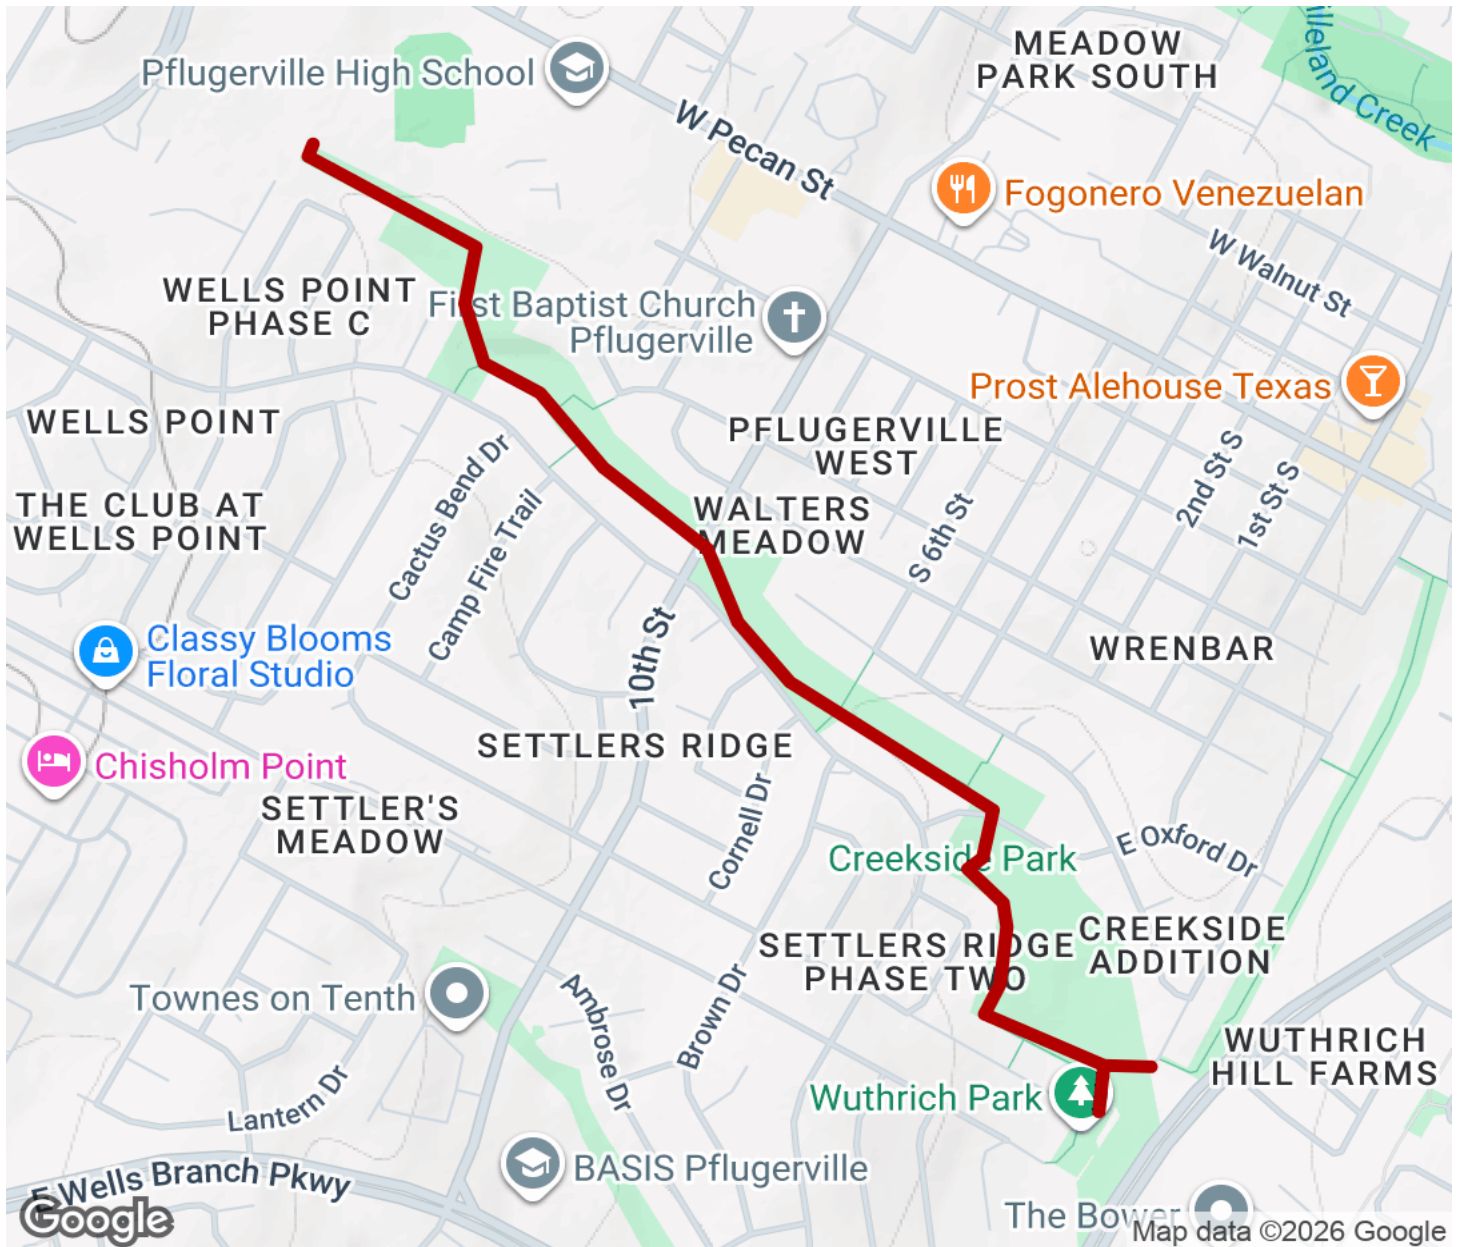 MEADOW
PARK SOUTH
Pflugerville High School
illeland Creek
W Pecan St
Fogonero Venezuelan
W Walnut St
WELLS POINT
PHASE C
First Baptist Church
Pflugerville
Prost Alehouse Texas
WELLS POINT
PFLUGERVILLE
WEST
Cactus Bend Dr
2nd St S
1st St S
THE CLUB AT
WELLS POINT
WALTERS
MEADOW
Camp Fire Trail
S 6th St
Classy Blooms
Floral Studio
10th St
WRENBAR
SETTLERS RIDGE
Chisholm Point
SETTLER'S
MEADOW
Cornell Dr
E Oxford Dr
Creekside Park
SETTLERS RIDGE
PHASE TWO
CREEKSIDE
ADDITION
Townes on Tenth
Ambrose Dr
Brown Dr
WUTHRICH
HILL FARMS
Lantern Dr
Wuthrich Park
BASIS Pflugerville
E Wells Branch Pkwy
The Bower
Google
Map data ©2026 Google